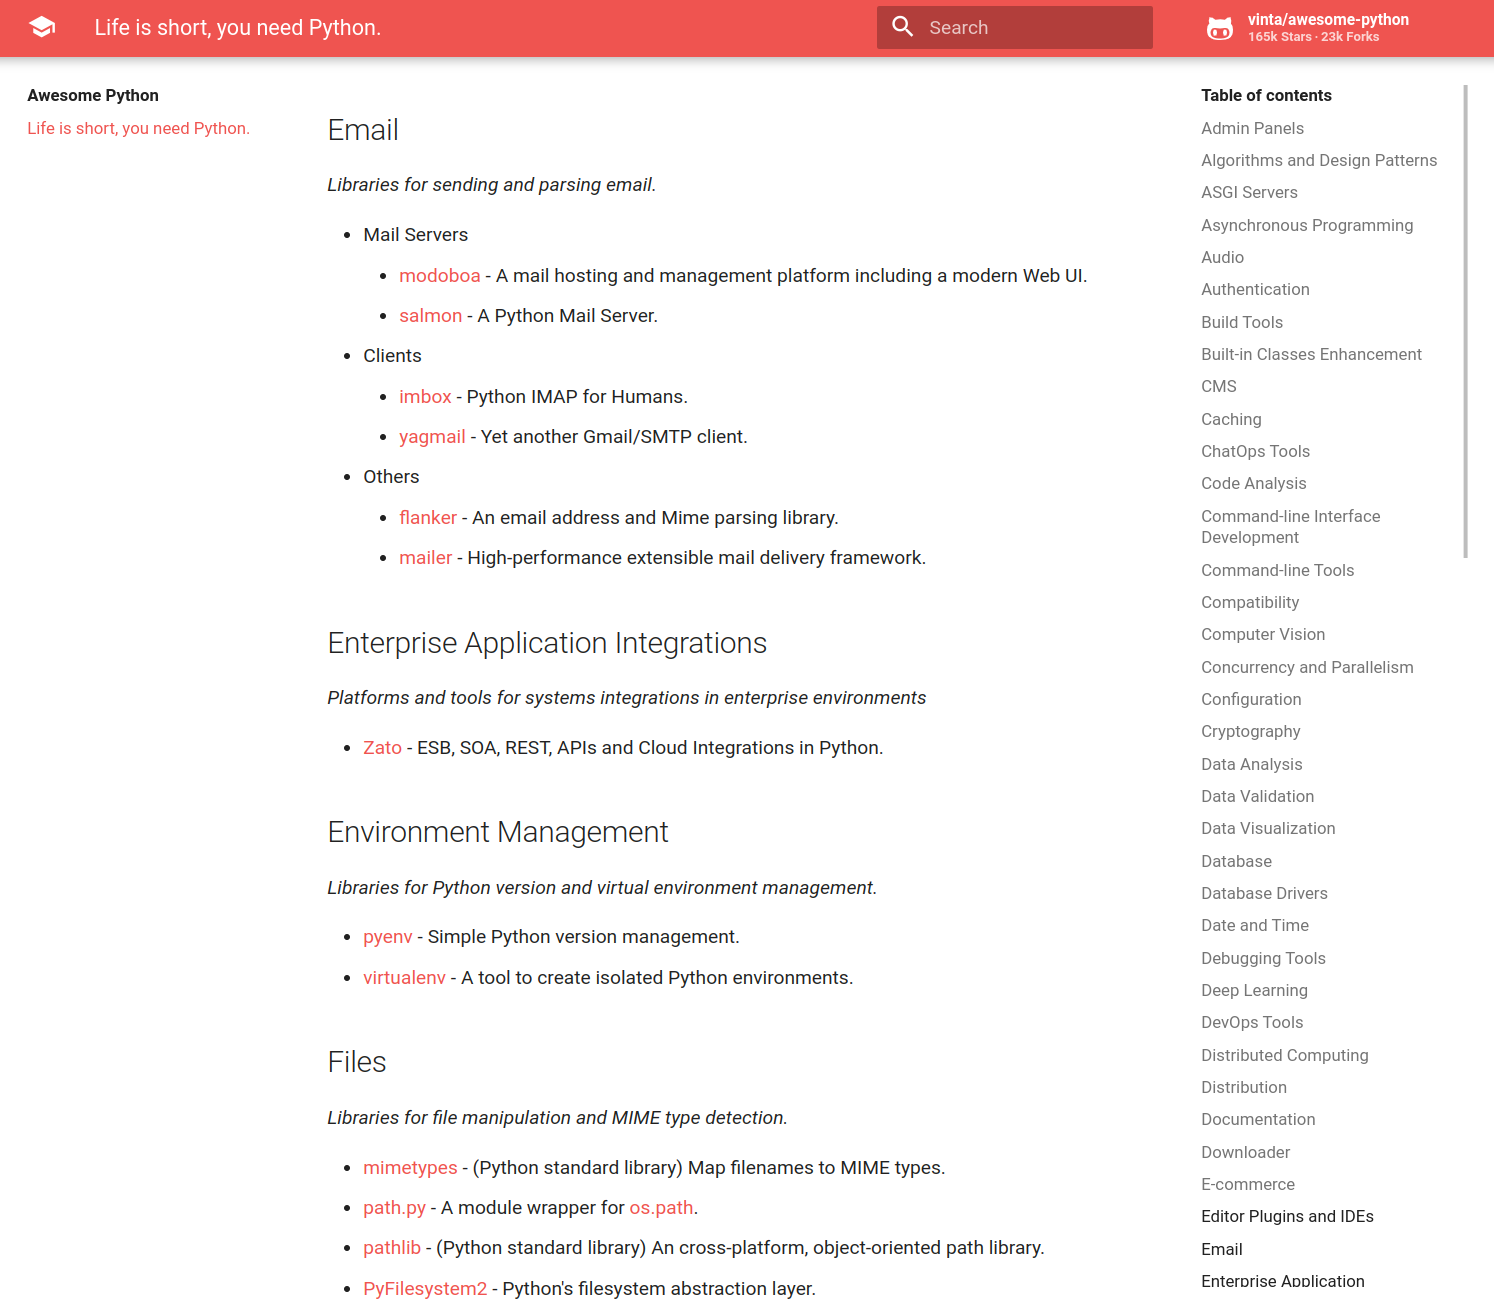 Life is short, you need Python.
Search
vinta/awesome-python
165k Stars · 23k Forks
Awesome Python
Life is short, you need Python.
Email
Libraries for sending and parsing email.
Mail Servers
modoboa - A mail hosting and management platform including a modern Web UI.
salmon - A Python Mail Server.
Clients
imbox - Python IMAP for Humans.
yagmail - Yet another Gmail/SMTP client.
Others
flanker - An email address and Mime parsing library.
mailer - High-performance extensible mail delivery framework.
Enterprise Application Integrations
Platforms and tools for systems integrations in enterprise environments
Zato - ESB, SOA, REST, APIs and Cloud Integrations in Python.
Environment Management
Libraries for Python version and virtual environment management.
pyenv - Simple Python version management.
virtualenv - A tool to create isolated Python environments.
Files
Libraries for file manipulation and MIME type detection.
mimetypes - (Python standard library) Map filenames to MIME types.
path.py - A module wrapper for os.path.
pathlib - (Python standard library) An cross-platform, object-oriented path library.
PyFilesystem2 - Python's filesystem abstraction layer.
Table of contents
Admin Panels
Algorithms and Design Patterns
ASGI Servers
Asynchronous Programming
Audio
Authentication
Build Tools
Built-in Classes Enhancement
CMS
Caching
ChatOps Tools
Code Analysis
Command-line Interface
Development
Command-line Tools
Compatibility
Computer Vision
Concurrency and Parallelism
Configuration
Cryptography
Data Analysis
Data Validation
Data Visualization
Database
Database Drivers
Date and Time
Debugging Tools
Deep Learning
DevOps Tools
Distributed Computing
Distribution
Documentation
Downloader
E-commerce
Editor Plugins and IDEs
Email
Enterprise Application